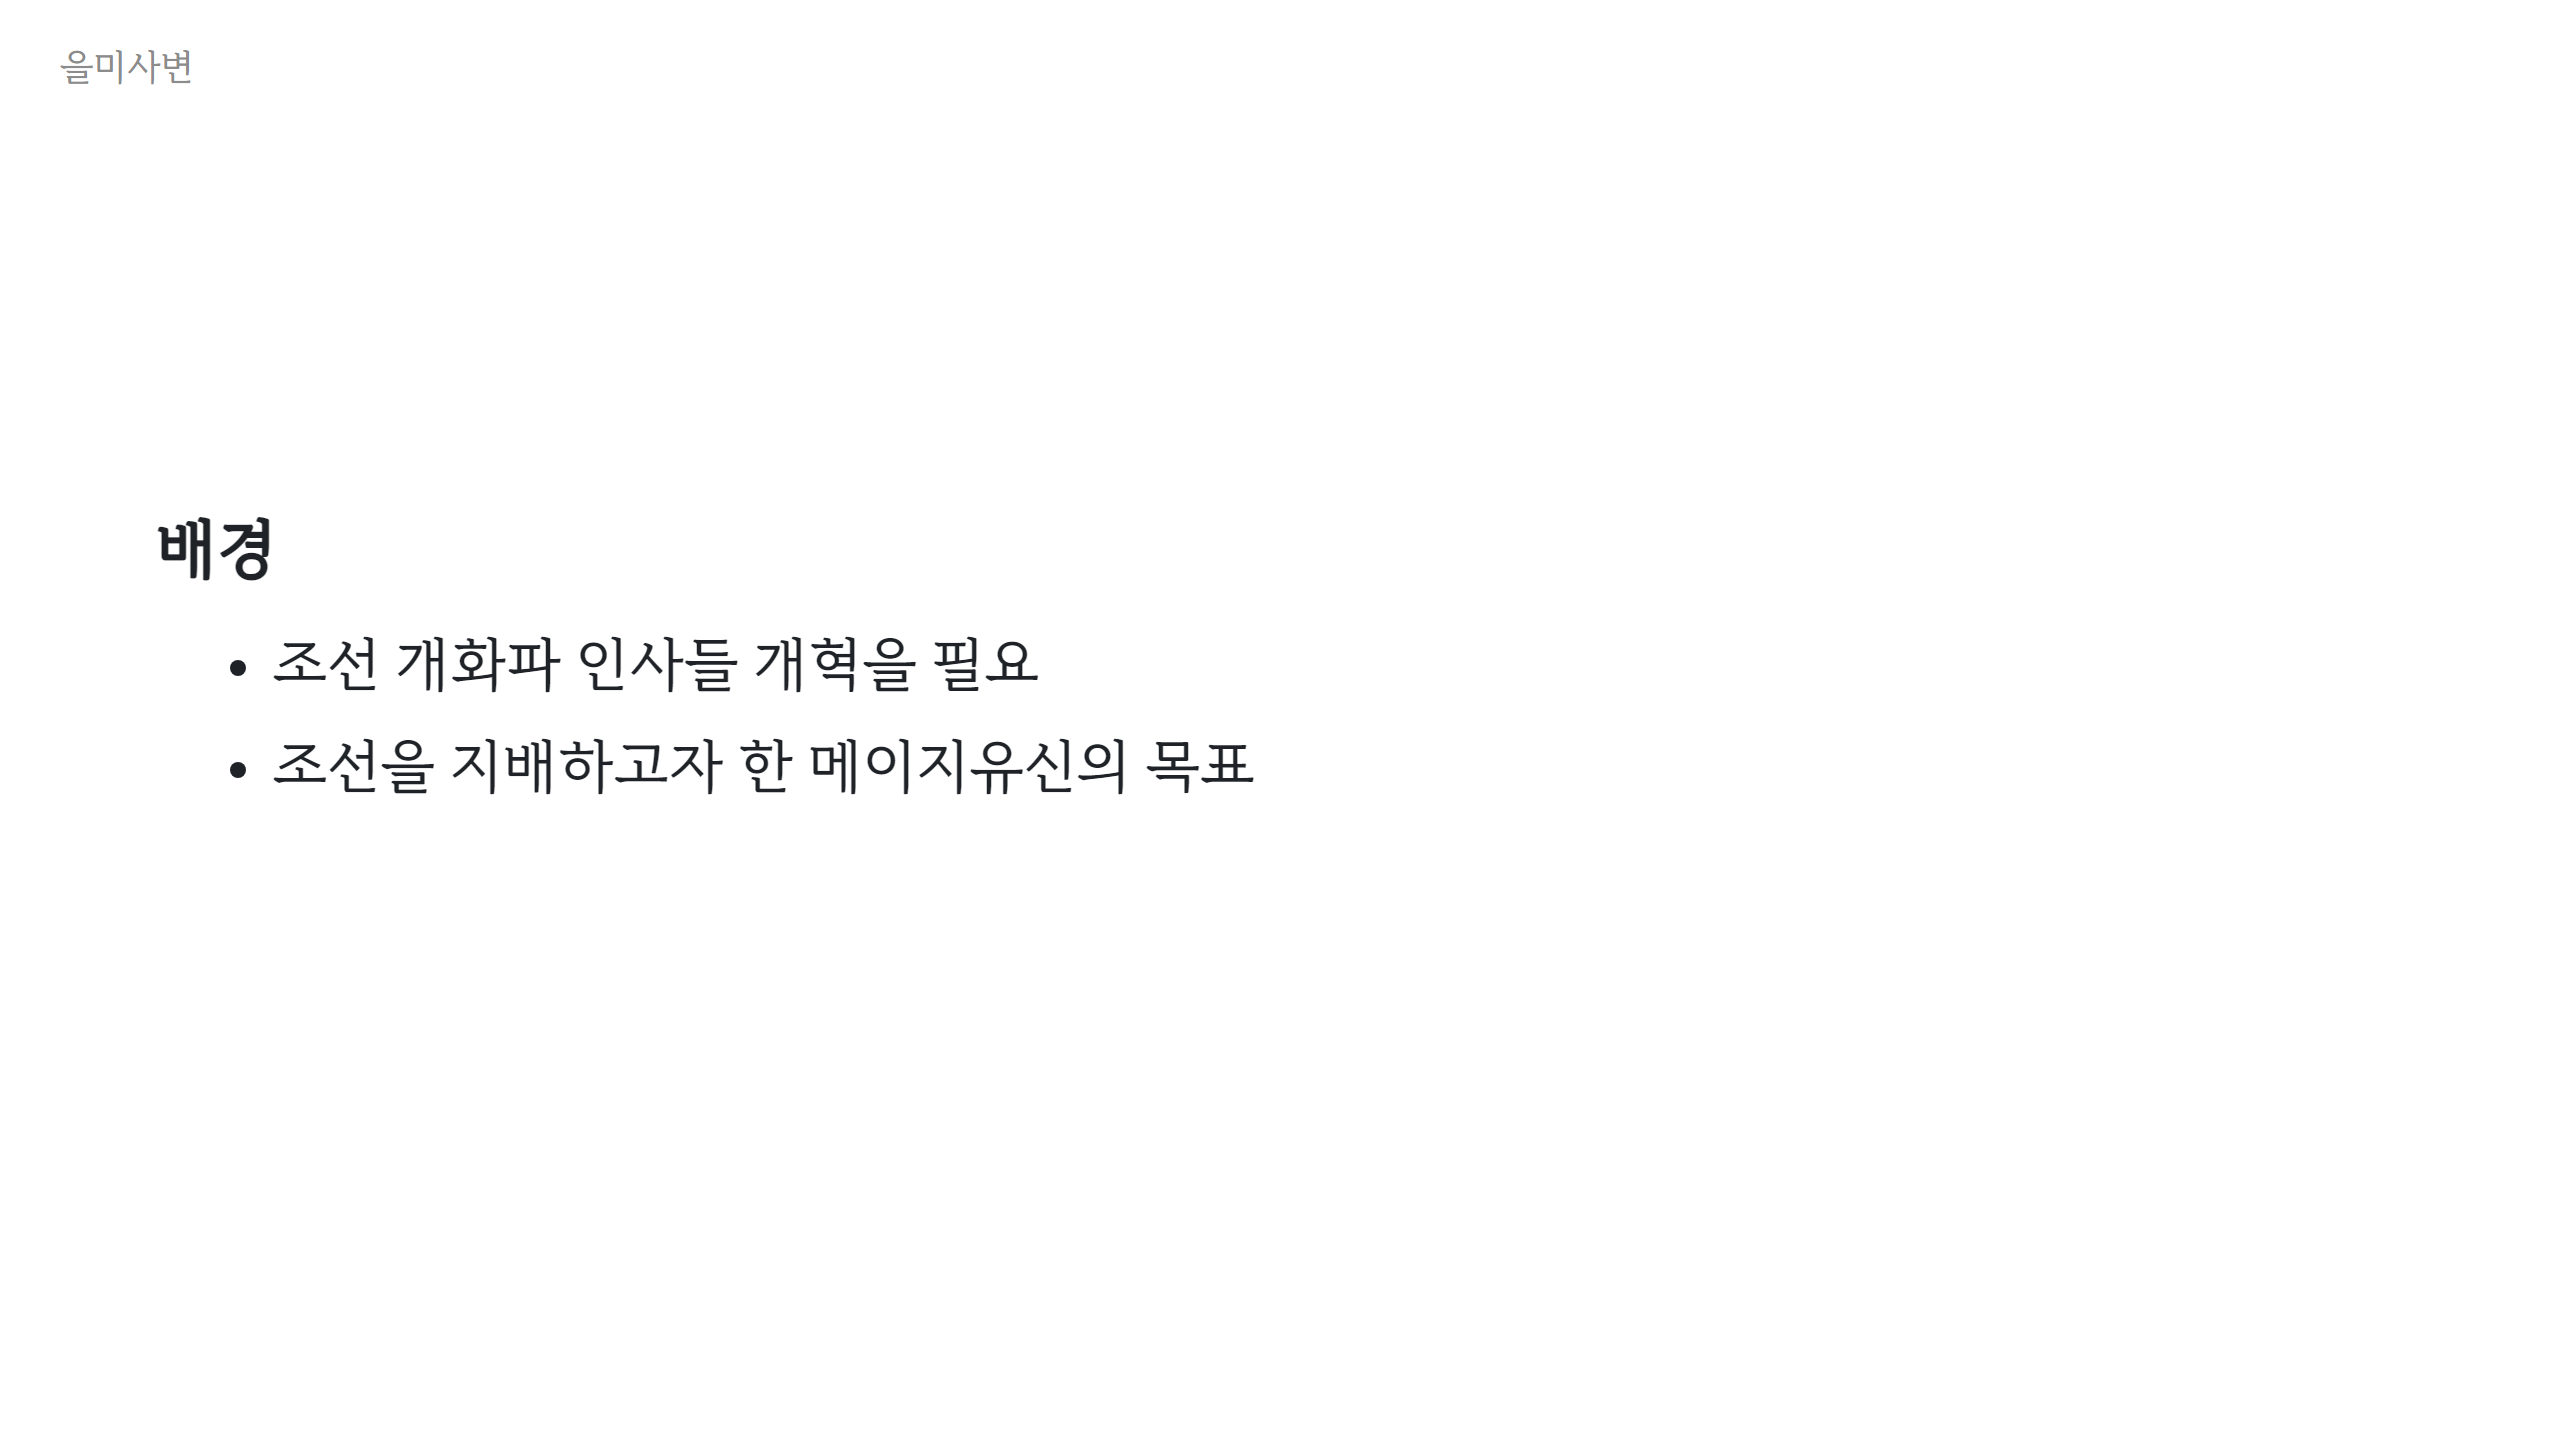 을미사변
배경
• 조선 개화파 인사들 개혁을 필요
• 조선을 지배하고자 한 메이지유신의 목표